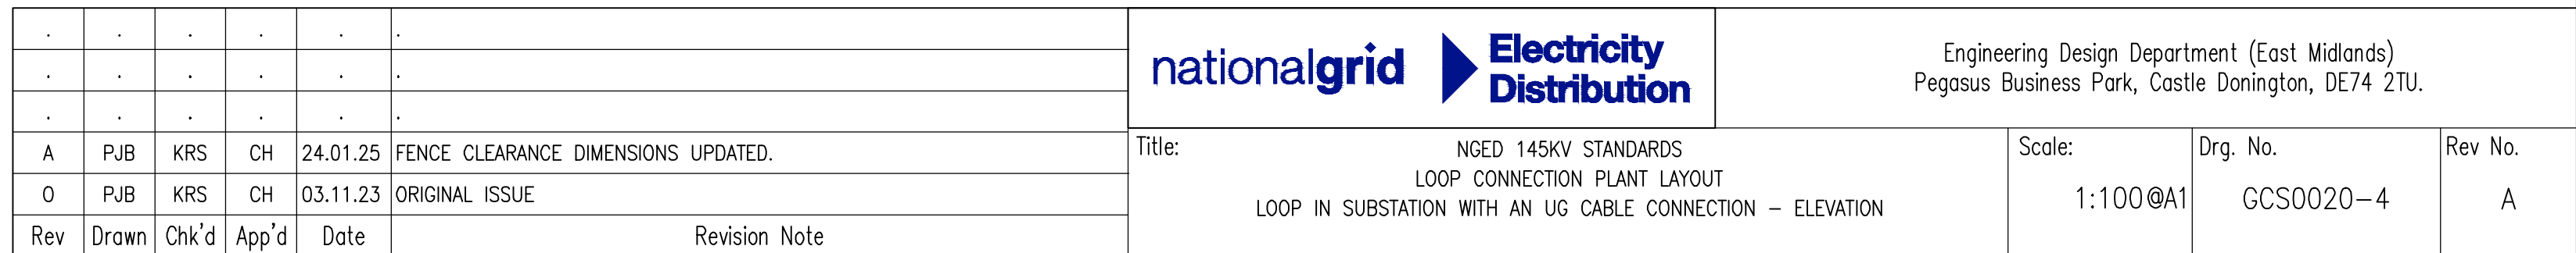 . . . . . .
. . . . . .
. . . . . .
A PJB KRS CH 24.01.25 FENCE CLEARANCE DIMENSIONS UPDATED.
O PJB KRS CH 03.11.23 ORIGINAL ISSUE
Rev Drawn Chk'd App'd Date Revision Note
nationalgrid
Electricity
Distribution
Engineering Design Department (East Midlands)
Pegasus Business Park, Castle Donington, DE74 2TU.
Title:
NGED 145KV STANDARDS
LOOP CONNECTION PLANT LAYOUT
LOOP IN SUBSTATION WITH AN UG CABLE CONNECTION – ELEVATION
Scale:
1:100@A1
Drg. No.
GCS0020–4
Rev No.
A